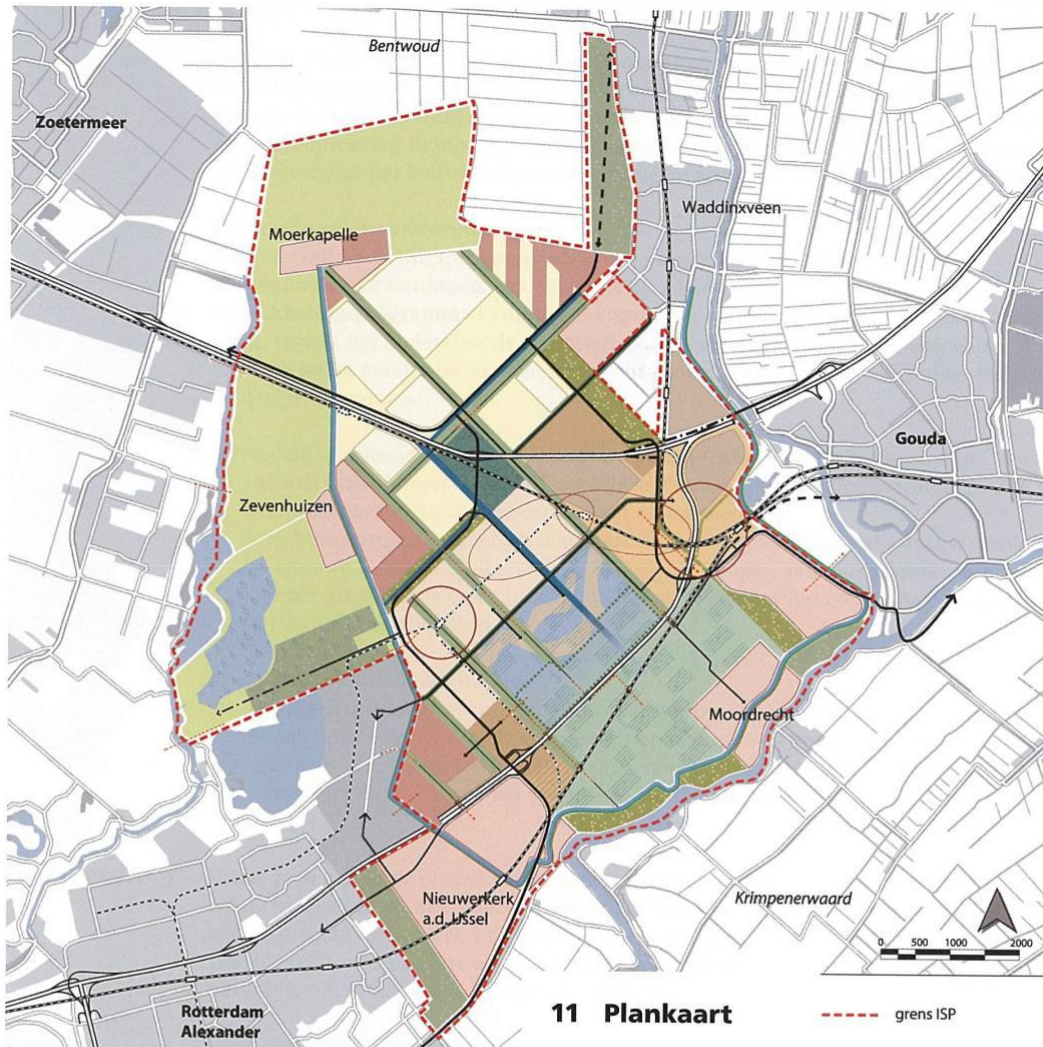 Bentwoud
Zoetermeer
Waddinxveen
Moerkapelle
Gouda
Zevenhuizen
Moordrecht
Nieuwerkerk
a.d. IJssel
Krimpenerwaard
0 500 1000 2000
Rotterdam
Alexander
11 Plankaart
grens ISP